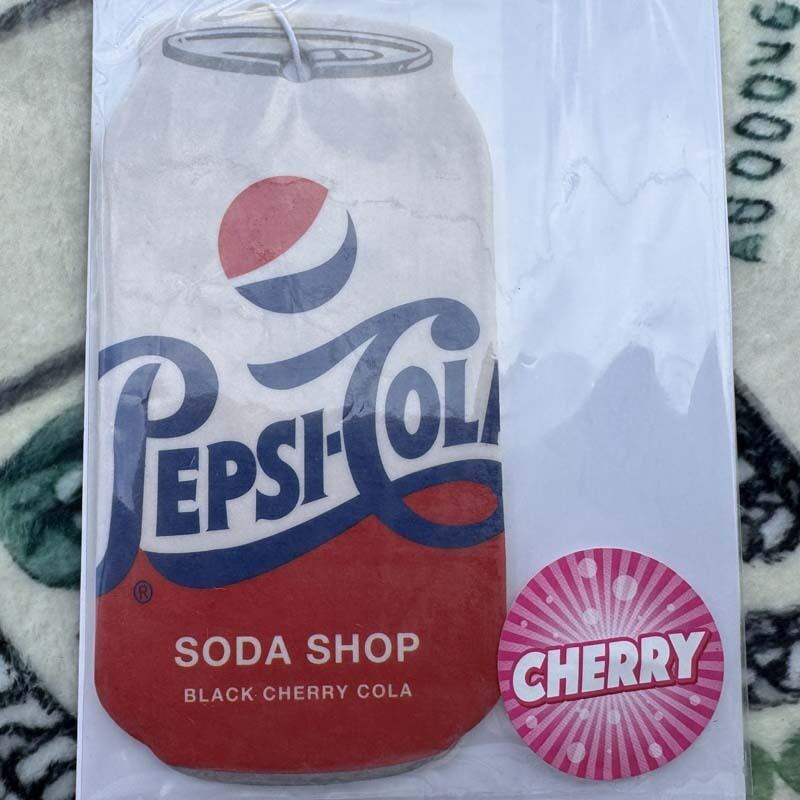 PEPSI-COLA
®
SODA SHOP
BLACK CHERRY COLA
CHERRY